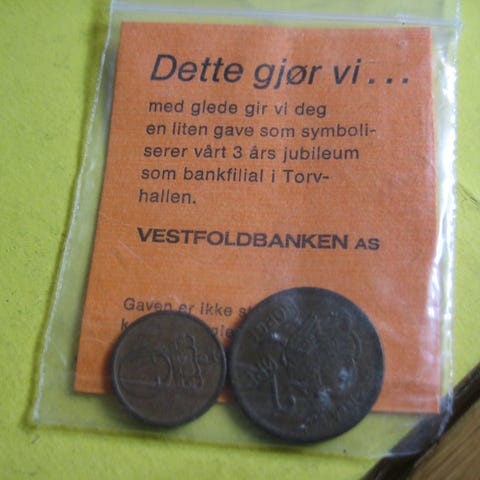 Dette gjør vi...
med glede gir vi deg
en liten gave som symboli-
serer vårt 3 års jubileum
som bankfilial i Torv-
hallen.
VESTFOLDBANKEN AS
Gaven er ikke